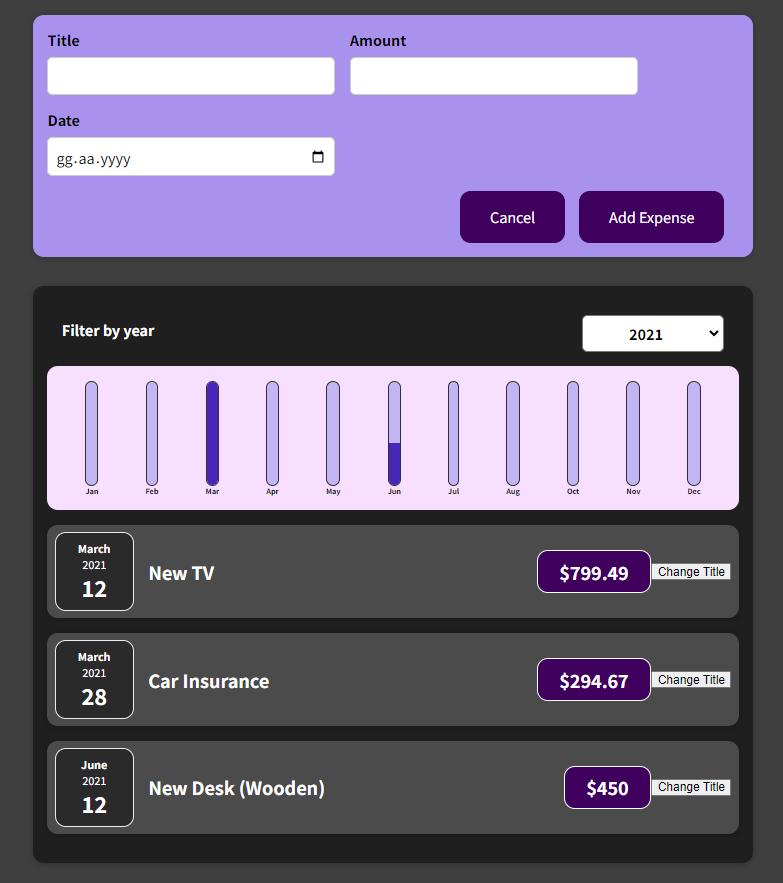 Title Amount
Date
gg.aa.yyyy
Cancel Add Expense
Filter by year 2021
Jan Feb Mar Apr May Jun Jul Aug Oct Nov Dec
March
2021
12
New TV $799.49 Change Title
March
2021
28
Car Insurance $294.67 Change Title
June
2021
12
New Desk (Wooden) $450 Change Title